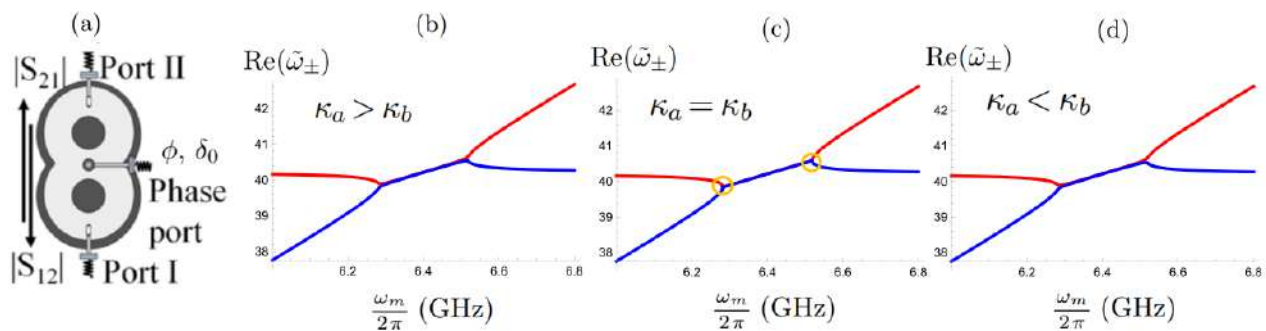 (a)
|S₂₁|
Port II
ϕ, δ₀
Phase
port
|S₁₂|
Port I
(b)
Re(ω̃±)
κₐ > κ_b
42
41
40
39
38
6.2
6.4
6.6
6.8
ωₘ/2π (GHz)
(c)
Re(ω̃±)
κₐ = κ_b
42
41
40
39
38
6.2
6.4
6.6
6.8
ωₘ/2π (GHz)
(d)
Re(ω̃±)
κₐ < κ_b
42
41
40
39
38
6.2
6.4
6.6
6.8
ωₘ/2π (GHz)